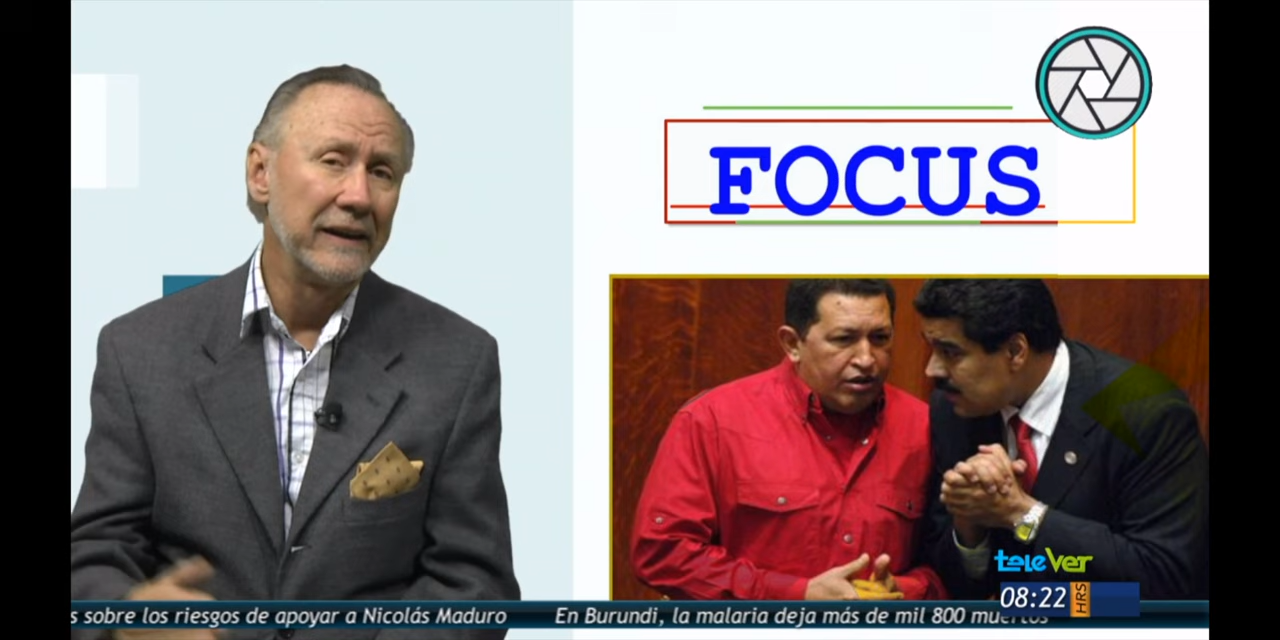 FOCUS
teleVer
08:22 HRS
s sobre los riesgos de apoyar a Nicolás Maduro En Burundi, la malaria deja más de mil 800 muertos